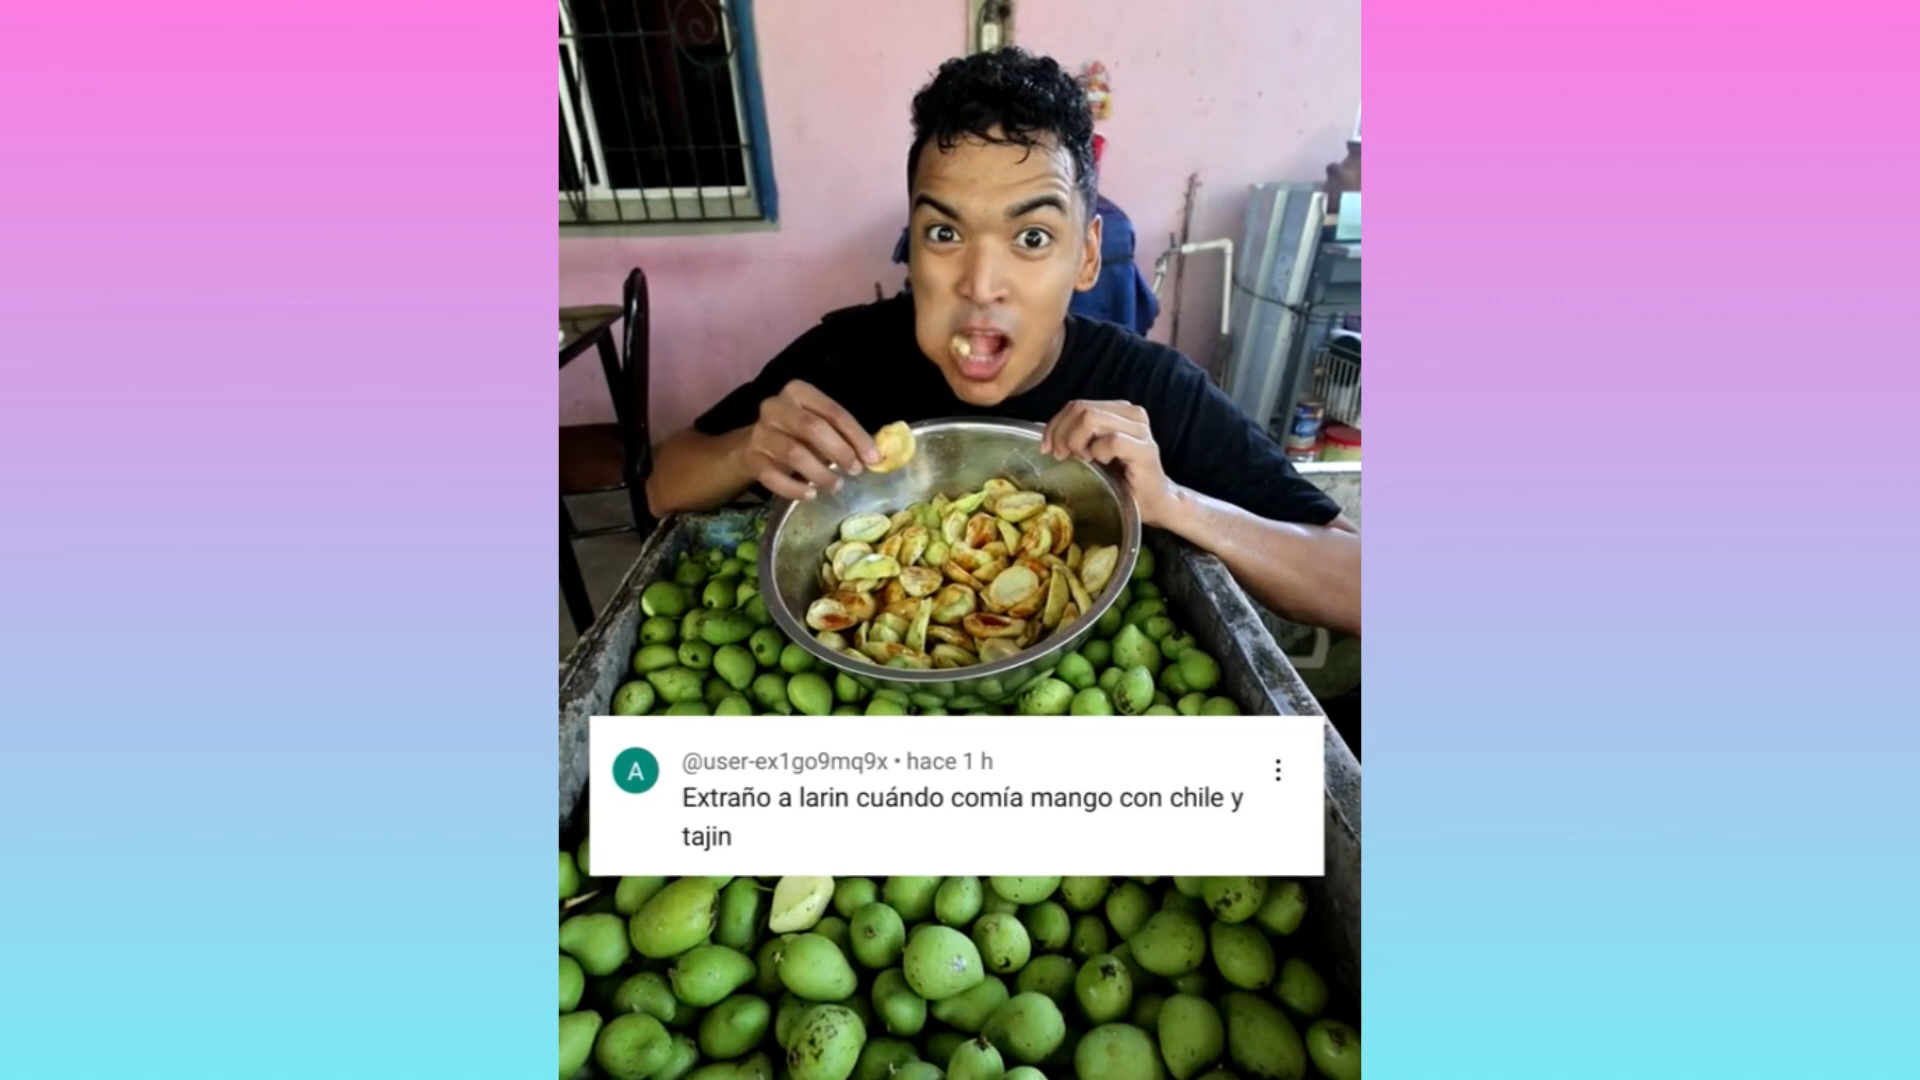 A
@user-ex1go9mq9x • hace 1 h
Extraño a larin cuándo comía mango con chile y
tajin